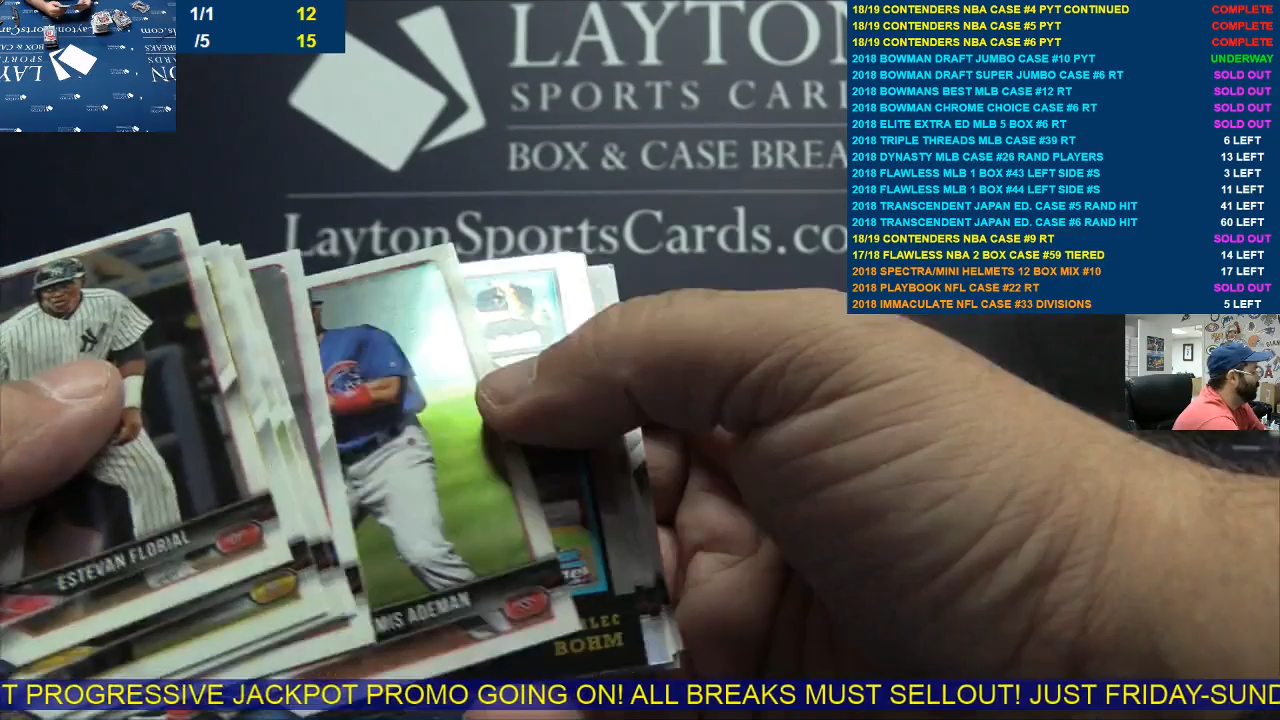 1/1 12
/5 15
18/19 CONTENDERS NBA CASE #4 PYT CONTINUED COMPLETE
18/19 CONTENDERS NBA CASE #5 PYT COMPLETE
18/19 CONTENDERS NBA CASE #6 PYT COMPLETE
2018 BOWMAN DRAFT JUMBO CASE #10 PYT UNDERWAY
2018 BOWMAN DRAFT SUPER JUMBO CASE #6 RT SOLD OUT
2018 BOWMANS BEST MLB CASE #12 RT SOLD OUT
2018 BOWMAN CHROME CHOICE CASE #6 RT SOLD OUT
2018 ELITE EXTRA ED MLB 5 BOX #6 RT SOLD OUT
2018 TRIPLE THREADS MLB CASE #39 RT 6 LEFT
2018 DYNASTY MLB CASE #26 RAND PLAYERS 13 LEFT
2018 FLAWLESS MLB 1 BOX #43 LEFT SIDE #S 3 LEFT
2018 FLAWLESS MLB 1 BOX #44 LEFT SIDE #S 11 LEFT
2018 TRANSCENDENT JAPAN ED. CASE #5 RAND HIT 41 LEFT
2018 TRANSCENDENT JAPAN ED. CASE #6 RAND HIT 60 LEFT
18/19 CONTENDERS NBA CASE #9 RT SOLD OUT
17/18 FLAWLESS NBA 2 BOX CASE #59 TIERED 14 LEFT
2018 SPECTRA/MINI HELMETS 12 BOX MIX #10 17 LEFT
2018 PLAYBOOK NFL CASE #22 RT SOLD OUT
2018 IMMACULATE NFL CASE #33 DIVISIONS 5 LEFT
LAYTON
SPORTS CAR
BOX & CASE BREA
LaytonSportsCards.co
ESTEVAN FLORIAL
MIS ADEMAN
LEC
BOHM
T PROGRESSIVE JACKPOT PROMO GOING ON! ALL BREAKS MUST SELLOUT! JUST FRIDAY-SUND